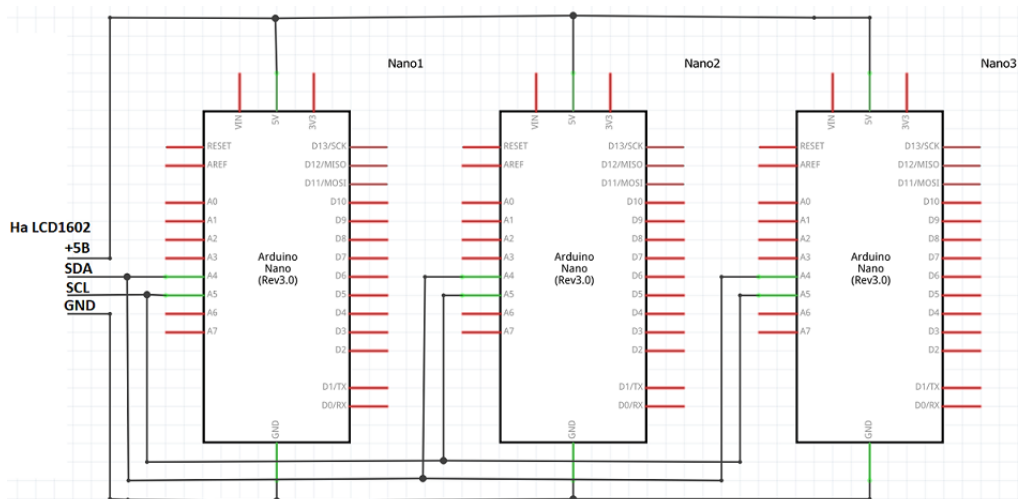 Nano1
Nano2
Nano3
VIN
5V
3V3
VIN
5V
3V3
VIN
5V
3V3
RESET
AREF
A0
A1
A2
A3
A4
A5
A6
A7
D13/SCK
D12/MISO
D11/MOSI
D10
D9
D8
D7
D6
D5
D4
D3
D2
D1/TX
D0/RX
GND
Arduino
Nano
(Rev3.0)
RESET
AREF
A0
A1
A2
A3
A4
A5
A6
A7
D13/SCK
D12/MISO
D11/MOSI
D10
D9
D8
D7
D6
D5
D4
D3
D2
D1/TX
D0/RX
GND
Arduino
Nano
(Rev3.0)
RESET
AREF
A0
A1
A2
A3
A4
A5
A6
A7
D13/SCK
D12/MISO
D11/MOSI
D10
D9
D8
D7
D6
D5
D4
D3
D2
D1/TX
D0/RX
GND
Arduino
Nano
(Rev3.0)
На LCD1602
+5В
SDA
SCL
GND